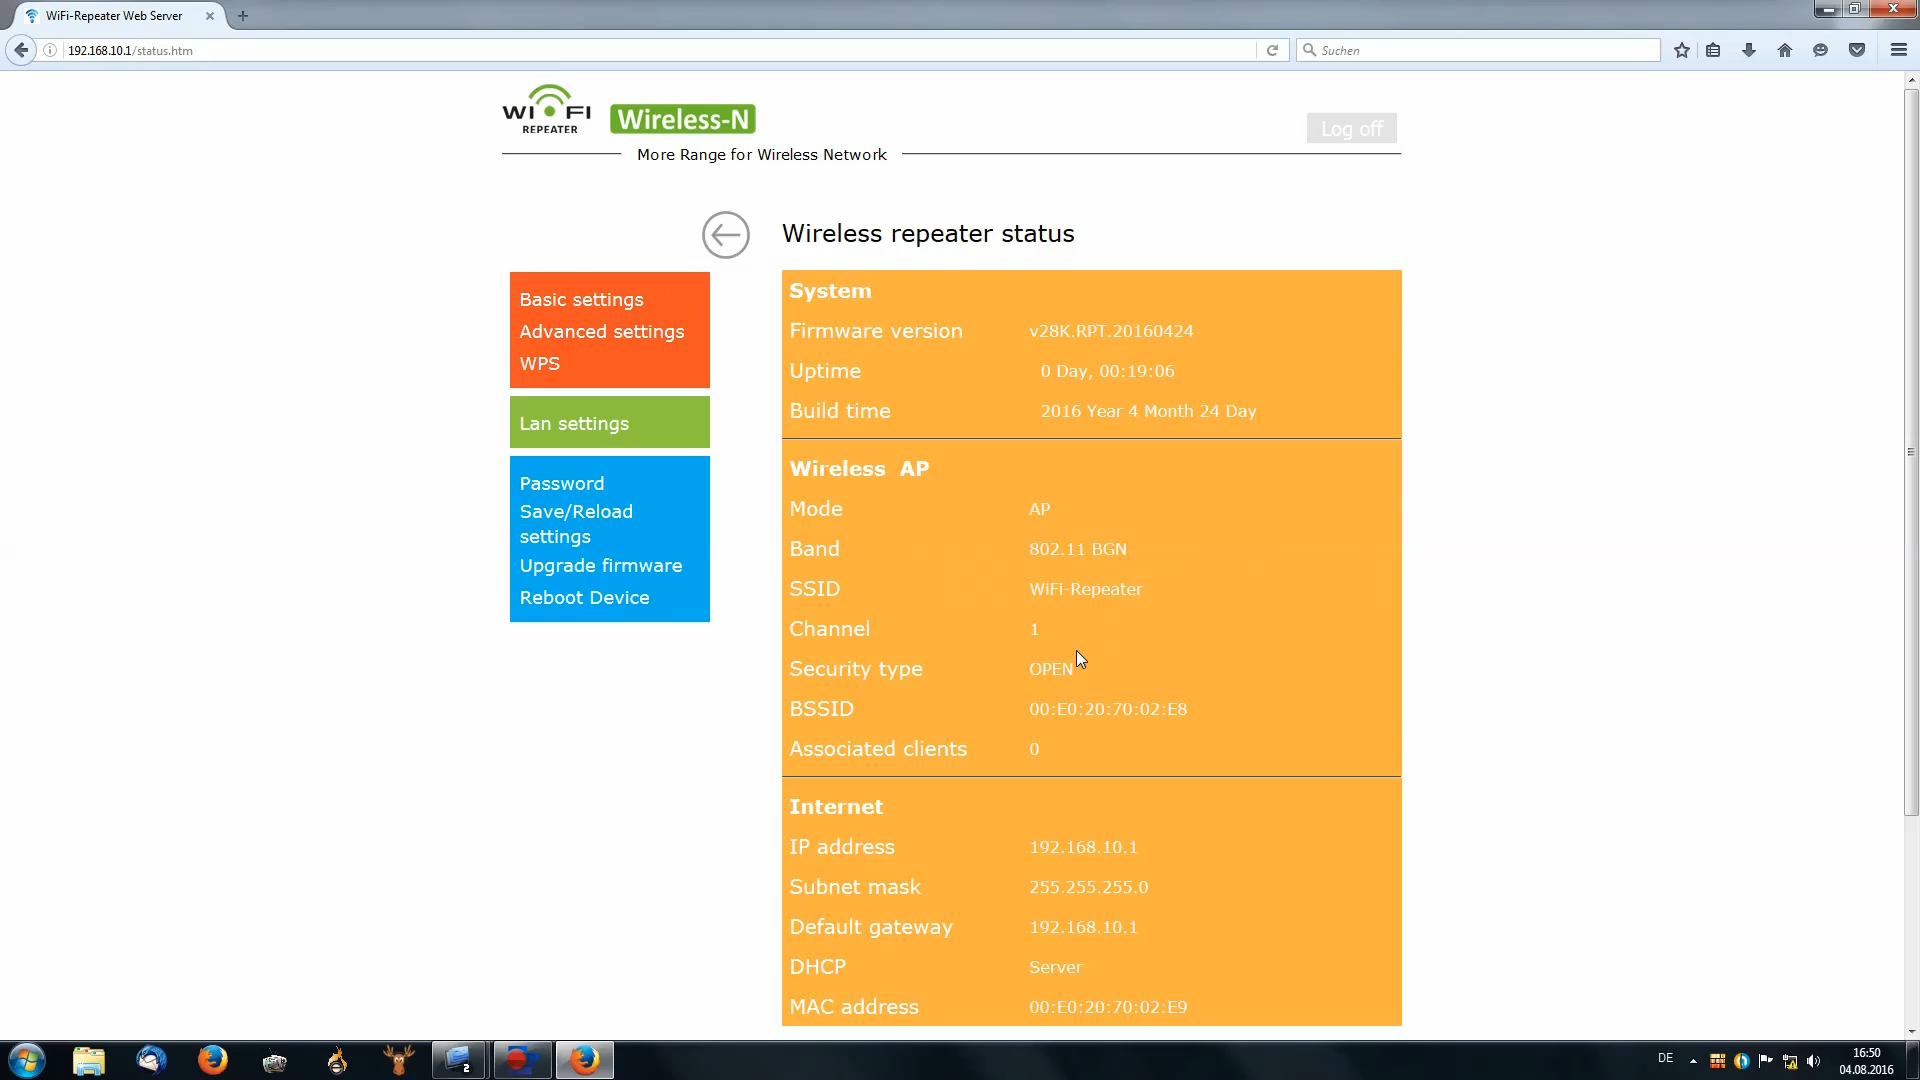 WiFi-Repeater Web Server
192.168.10.1/status.htm
Suchen
WI FI
REPEATER
Wireless-N
Log off
More Range for Wireless Network
Wireless repeater status
Basic settings
Advanced settings
WPS
Lan settings
Password
Save/Reload
settings
Upgrade firmware
Reboot Device
System
Firmware version v28K.RPT.20160424
Uptime 0 Day, 00:19:06
Build time 2016 Year 4 Month 24 Day
Wireless AP
Mode AP
Band 802.11 BGN
SSID WiFi-Repeater
Channel 1
Security type OPEN
BSSID 00:E0:20:70:02:E8
Associated clients 0
Internet
IP address 192.168.10.1
Subnet mask 255.255.255.0
Default gateway 192.168.10.1
DHCP Server
MAC address 00:E0:20:70:02:E9
2
DE
16:50
04.08.2016